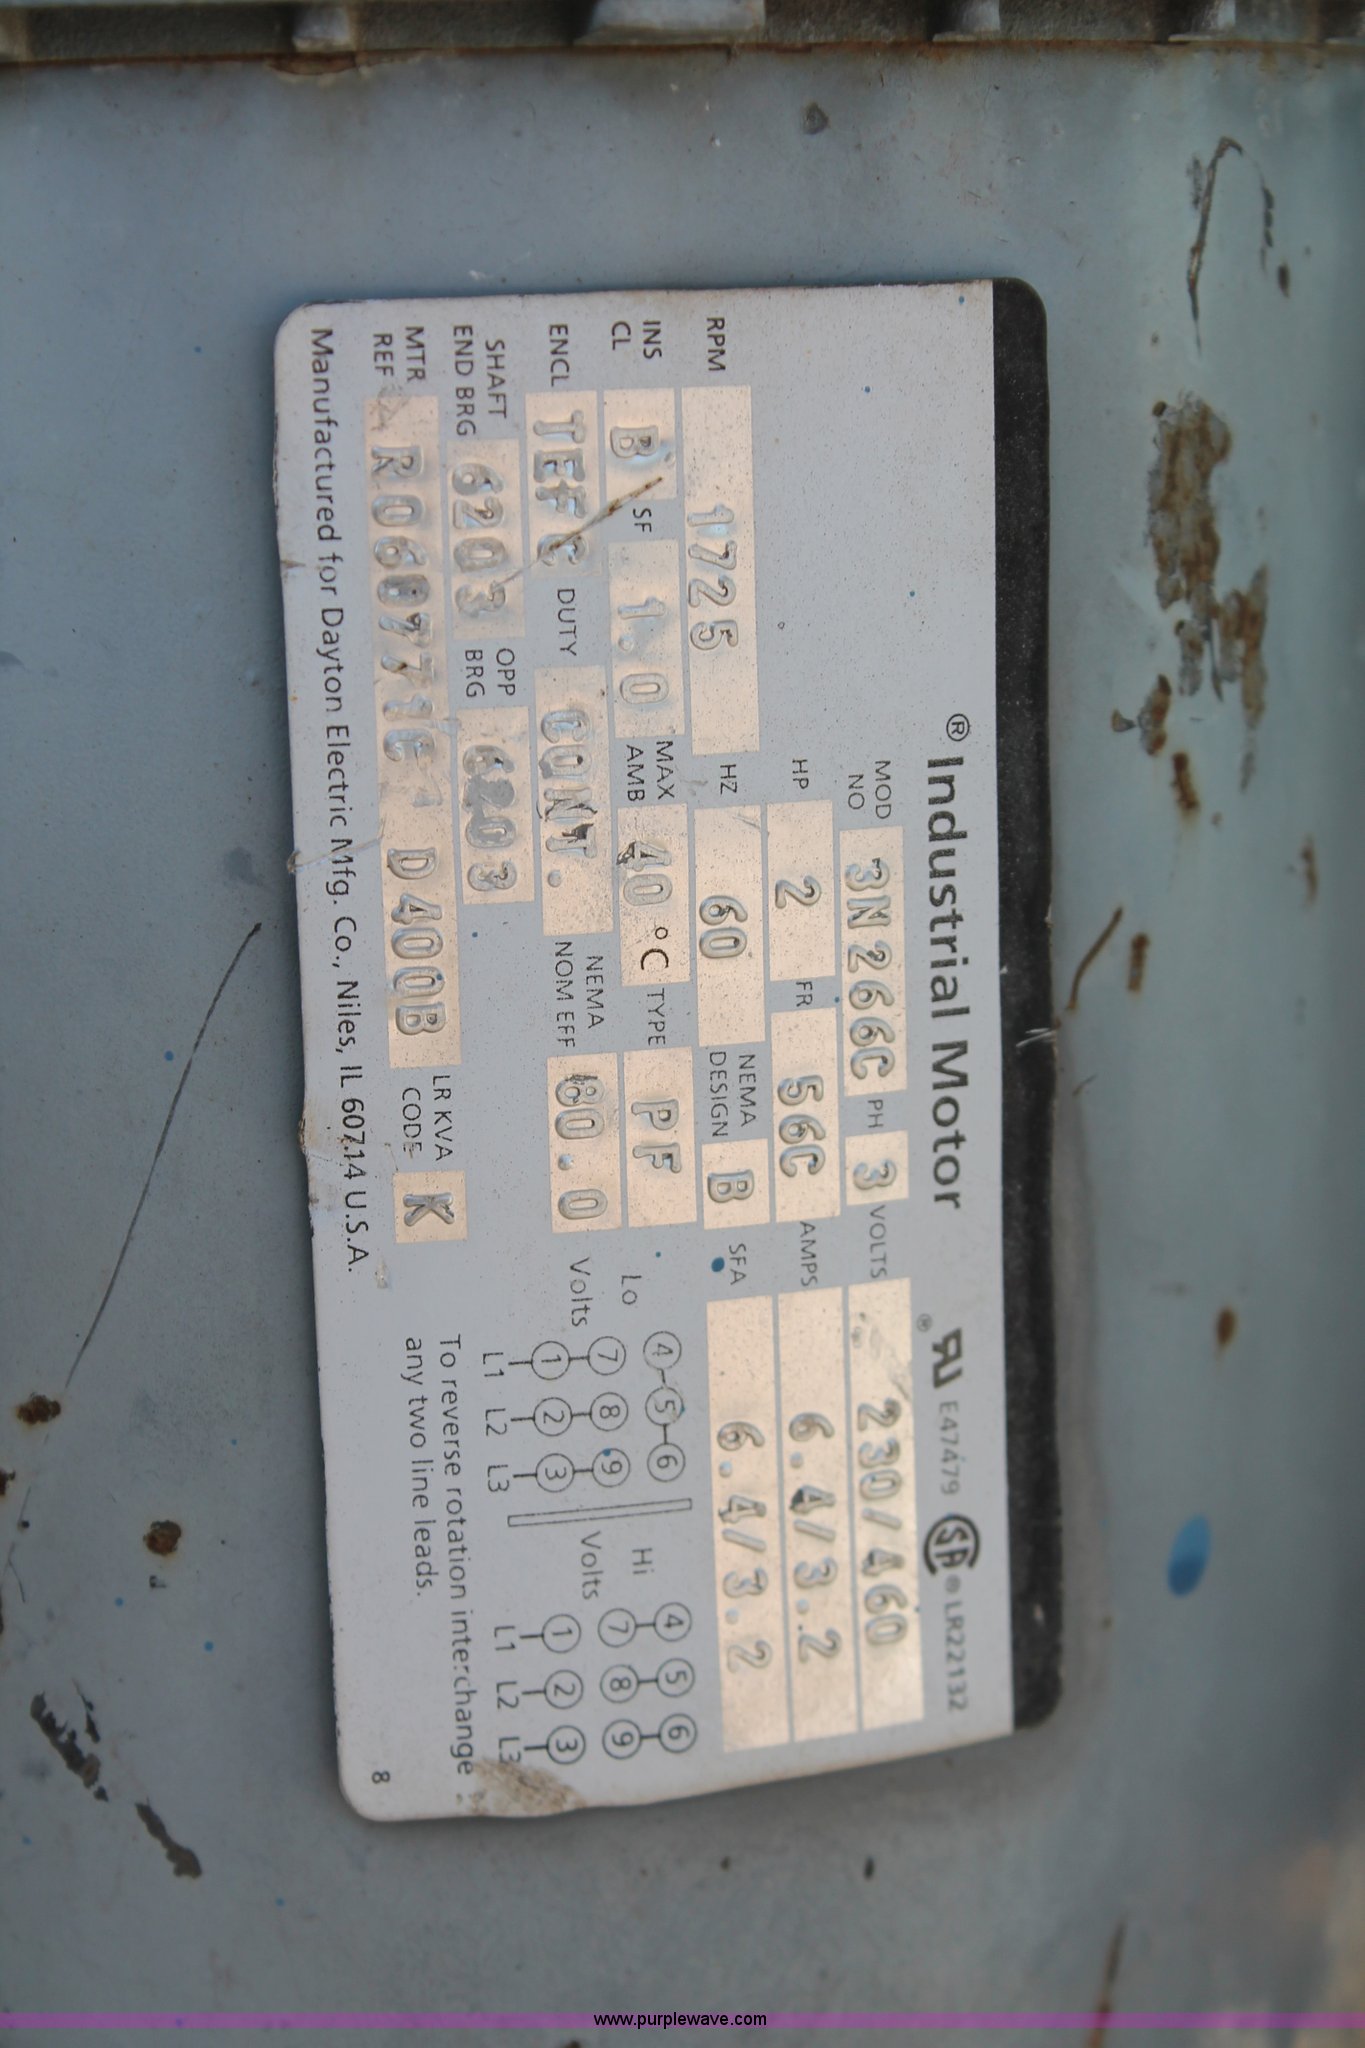 ® Industrial Motor
® E47479 ® LR22132
MOD NO 3N266C PH 3 VOLTS 230/460
HP 2 FR 56C AMPS 6.4/3.2
RPM 1725 HZ 60 NEMA DESIGN B SFA 6.4/3.2
INS CL B SF 1.0 MAX AMB 40 °C TYPE PF
ENCL TEFC DUTY CONT. NEMA NOM EFF 80.0
SHAFT END BRG 6203 OPP BRG 6203
MTR REF D400B LR KVA CODE K
Lo Volts
4 5 6
7 8 9
1 2 3
L1 L2 L3
Hi Volts
4 5 6
7 8 9
1 2 3
L1 L2 L3
To reverse rotation interchange
any two line leads.
Manufactured for Dayton Electric Mfg. Co., Niles, IL 60714 U.S.A.
8
www.purplewave.com